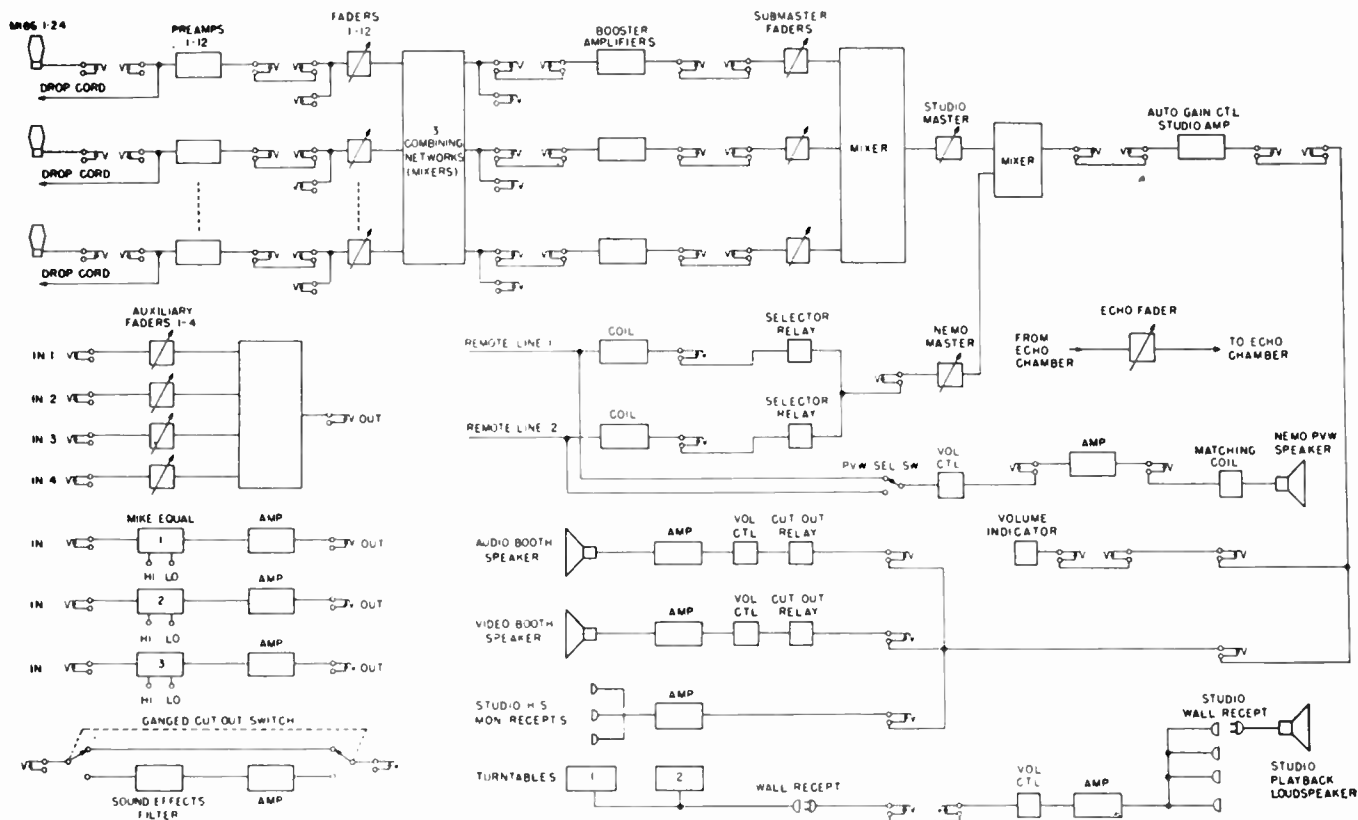 MIKES 1-24
PREAMPS
1-12
FADERS
1-12
BOOSTER
AMPLIFIERS
SUBMASTER
FADERS
DROP CORD
DROP CORD
DROP CORD
3
COMBINING
NETWORKS
(MIXERS)
MIXER
STUDIO
MASTER
MIXER
AUTO GAIN CTL
STUDIO AMP
AUXILIARY
FADERS 1-4
IN 1
IN 2
IN 3
IN 4
OUT
REMOTE LINE 1
COIL
SELECTOR
RELAY
REMOTE LINE 2
COIL
SELECTOR
RELAY
NEMO
MASTER
ECHO FADER
FROM
ECHO
CHAMBER
TO ECHO
CHAMBER
PVW SEL SW
VOL
CTL
AMP
MATCHING
COIL
NEMO PVW
SPEAKER
MIKE EQUAL
AMP
IN
1
OUT
HI LO
AMP
IN
2
OUT
HI LO
AMP
IN
3
OUT
HI LO
GANGED CUT OUT SWITCH
SOUND EFFECTS
FILTER
AMP
AUDIO BOOTH
SPEAKER
AMP
VOL
CTL
CUT OUT
RELAY
VOLUME
INDICATOR
VIDEO BOOTH
SPEAKER
AMP
VOL
CTL
CUT OUT
RELAY
STUDIO H S
MON RECEPTS
AMP
TURNTABLES
1
2
WALL RECEPT
VOL
CTL
AMP
STUDIO
WALL RECEPT
STUDIO
PLAYBACK
LOUDSPEAKER